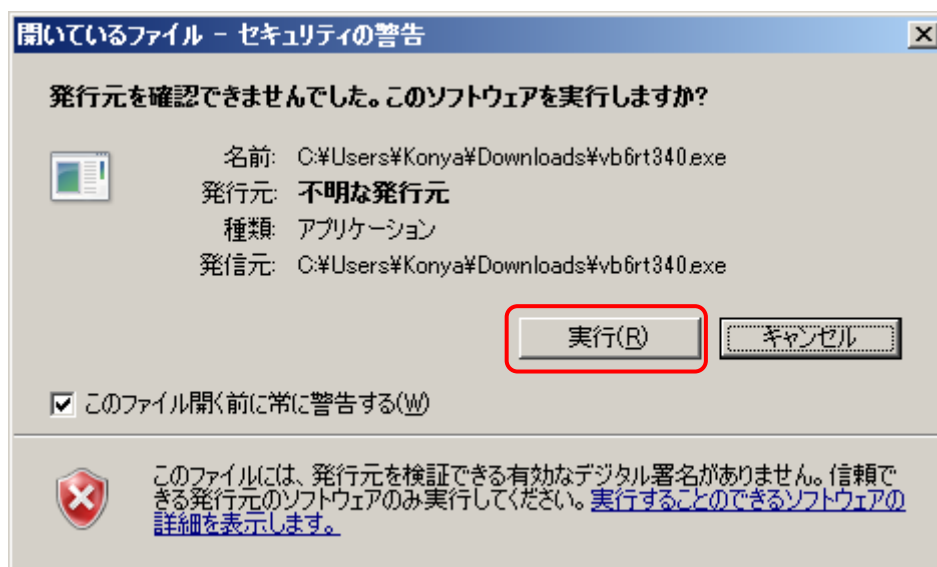 開いているファイル - セキュリティの警告
発行元を確認できませんでした。このソフトウェアを実行しますか?
名前: C:¥Users¥Konya¥Downloads¥vb6rt340.exe
発行元: 不明な発行元
種類: アプリケーション
発信元: C:¥Users¥Konya¥Downloads¥vb6rt340.exe
実行(R) キャンセル
このファイル開く前に常に警告する(W)
このファイルには、発行元を検証できる有効なデジタル署名がありません。信頼で
きる発行元のソフトウェアのみ実行してください。実行することのできるソフトウェアの
詳細を表示します。